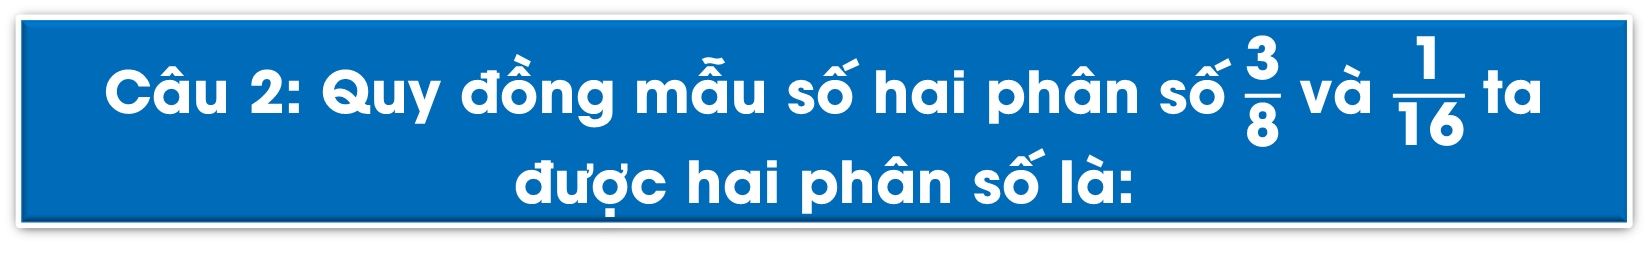 Câu 2: Quy đồng mẫu số hai phân số 3/8 và 1/16 ta
được hai phân số là: